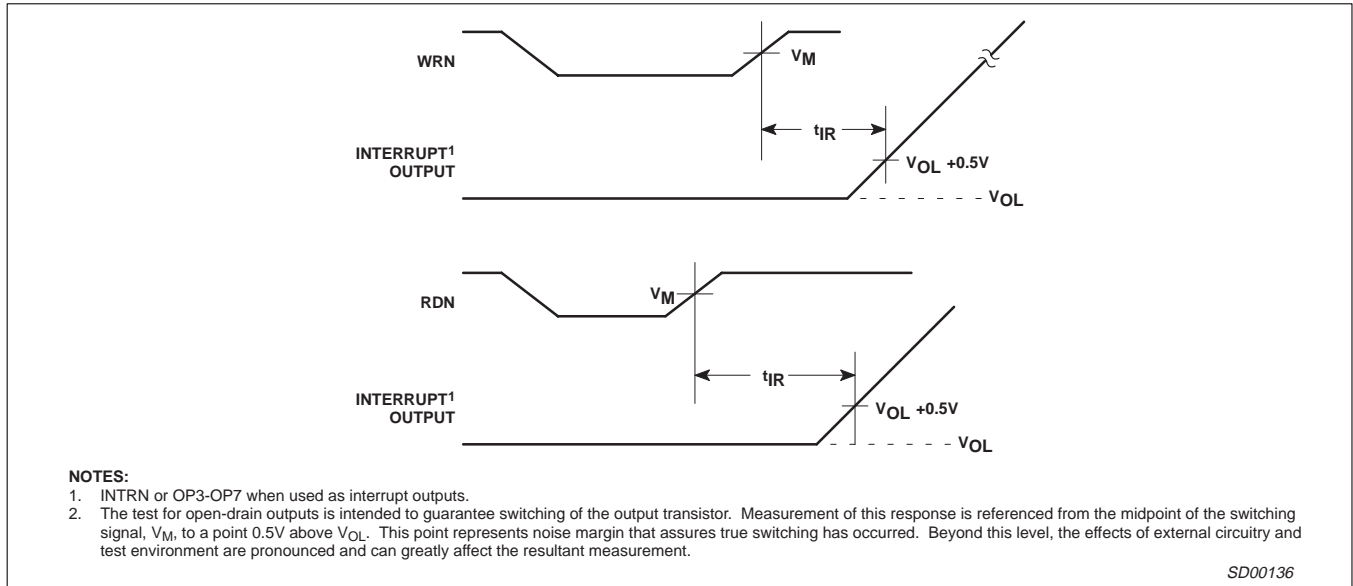 WRN
VM
tIR
INTERRUPT1
OUTPUT
VOL +0.5V
VOL
RDN
VM
tIR
INTERRUPT1
OUTPUT
VOL +0.5V
VOL
NOTES:
1. INTRN or OP3-OP7 when used as interrupt outputs.
2. The test for open-drain outputs is intended to guarantee switching of the output transistor. Measurement of this response is referenced from the midpoint of the switching
signal, VM, to a point 0.5V above VOL. This point represents noise margin that assures true switching has occurred. Beyond this level, the effects of external circuitry and
test environment are pronounced and can greatly affect the resultant measurement.
SD00136